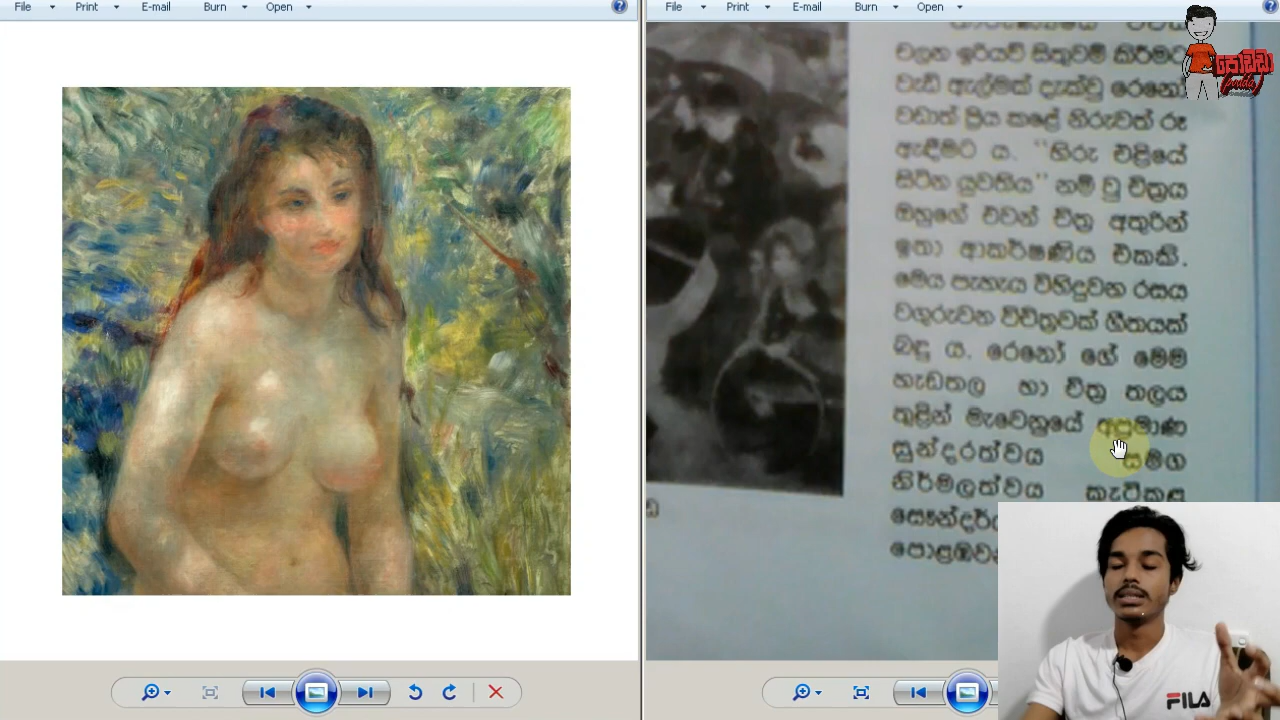 File Print E-mail Burn Open
File Print E-mail Burn Open
පොඩ්ඩා
චලන ඉරියව් සිතුවම් කිරීමට
වැඩි ඇල්මක් දැක්වූ රෙනෝ
වඩාත් ප්‍රිය කළේ නිරුවත් රූ
ඇඳීමට ය. "හිරු එළියේ
සිටින යුවතිය" නම් වූ චිත්‍රය
ඔහුගේ එවන් චිත්‍ර අතුරින්
ඉතා ආකර්ෂණීය එකකි.
මෙය පැහැය විහිදුවන රසය
වගුරුවන විචිත්‍රවක් ගීතයක්
බඳු ය. රෙනෝ ගේ මෙම
හැඩතල හා චිත්‍ර තලය
තුළින් මැවෙනුයේ අප්‍රමාණ
සුන්දරත්වය සමග
නිර්මලත්වය කැටිකළ
FILA